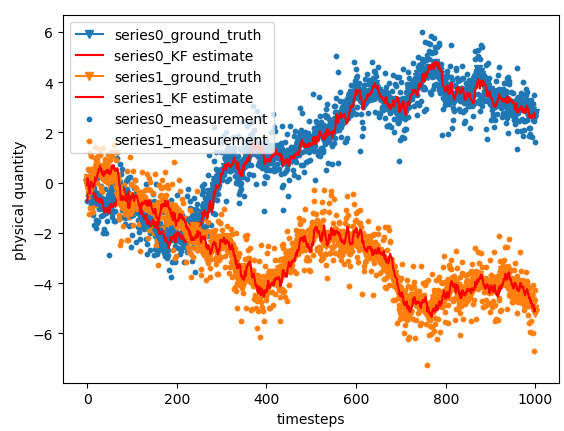 series0_ground_truth
series0_KF estimate
series1_ground_truth
series1_KF estimate
series0_measurement
series1_measurement
6
4
2
0
−2
−4
−6
physical quantity
0 200 400 600 800 1000
timesteps